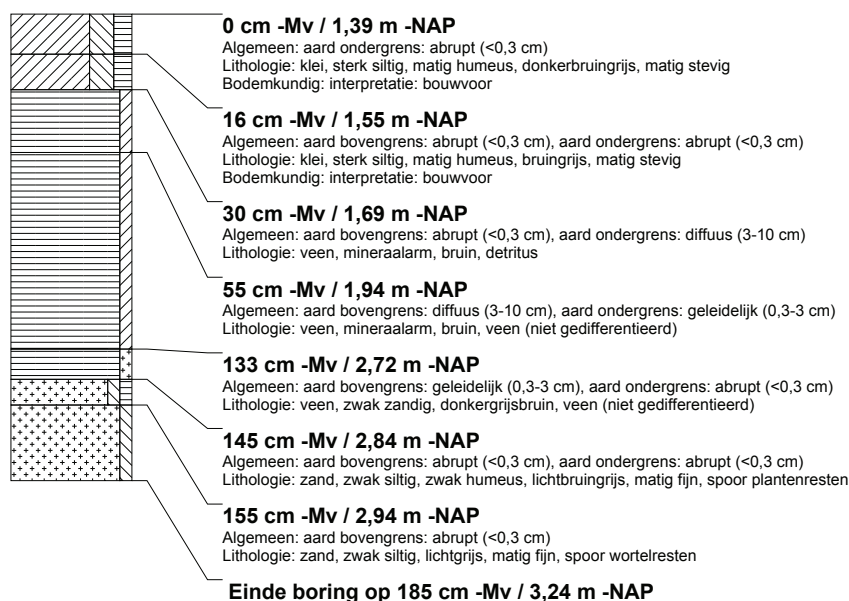 0 cm -Mv / 1,39 m -NAP
Algemeen: aard ondergrens: abrupt (<0,3 cm)
Lithologie: klei, sterk siltig, matig humeus, donkerbruingrijs, matig stevig
Bodemkundig: interpretatie: bouwvoor
16 cm -Mv / 1,55 m -NAP
Algemeen: aard bovengrens: abrupt (<0,3 cm), aard ondergrens: abrupt (<0,3 cm)
Lithologie: klei, sterk siltig, matig humeus, bruingrijs, matig stevig
Bodemkundig: interpretatie: bouwvoor
30 cm -Mv / 1,69 m -NAP
Algemeen: aard bovengrens: abrupt (<0,3 cm), aard ondergrens: diffuus (3-10 cm)
Lithologie: veen, mineraalarm, bruin, detritus
55 cm -Mv / 1,94 m -NAP
Algemeen: aard bovengrens: diffuus (3-10 cm), aard ondergrens: geleidelijk (0,3-3 cm)
Lithologie: veen, mineraalarm, bruin, veen (niet gedifferentieerd)
133 cm -Mv / 2,72 m -NAP
Algemeen: aard bovengrens: geleidelijk (0,3-3 cm), aard ondergrens: abrupt (<0,3 cm)
Lithologie: veen, zwak zandig, donkergrijsbruin, veen (niet gedifferentieerd)
145 cm -Mv / 2,84 m -NAP
Algemeen: aard bovengrens: abrupt (<0,3 cm), aard ondergrens: abrupt (<0,3 cm)
Lithologie: zand, zwak siltig, zwak humeus, lichtbruingrijs, matig fijn, spoor plantenresten
155 cm -Mv / 2,94 m -NAP
Algemeen: aard bovengrens: abrupt (<0,3 cm)
Lithologie: zand, zwak siltig, lichtgrijs, matig fijn, spoor wortelresten
Einde boring op 185 cm -Mv / 3,24 m -NAP